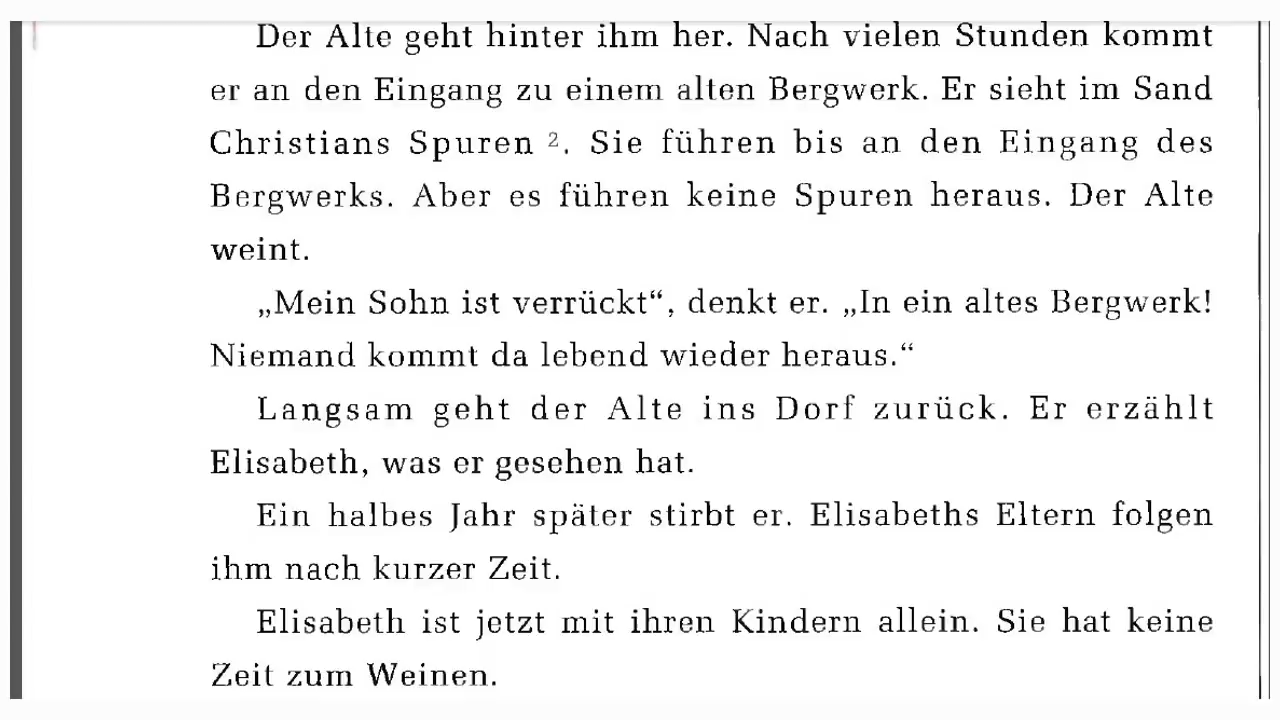 Der Alte geht hinter ihm her. Nach vielen Stunden kommt
er an den Eingang zu einem alten Bergwerk. Er sieht im Sand
Christians Spuren ². Sie führen bis an den Eingang des
Bergwerks. Aber es führen keine Spuren heraus. Der Alte
weint.
„Mein Sohn ist verrückt“, denkt er. „In ein altes Bergwerk!
Niemand kommt da lebend wieder heraus.“
Langsam geht der Alte ins Dorf zurück. Er erzählt
Elisabeth, was er gesehen hat.
Ein halbes Jahr später stirbt er. Elisabeths Eltern folgen
ihm nach kurzer Zeit.
Elisabeth ist jetzt mit ihren Kindern allein. Sie hat keine
Zeit zum Weinen.